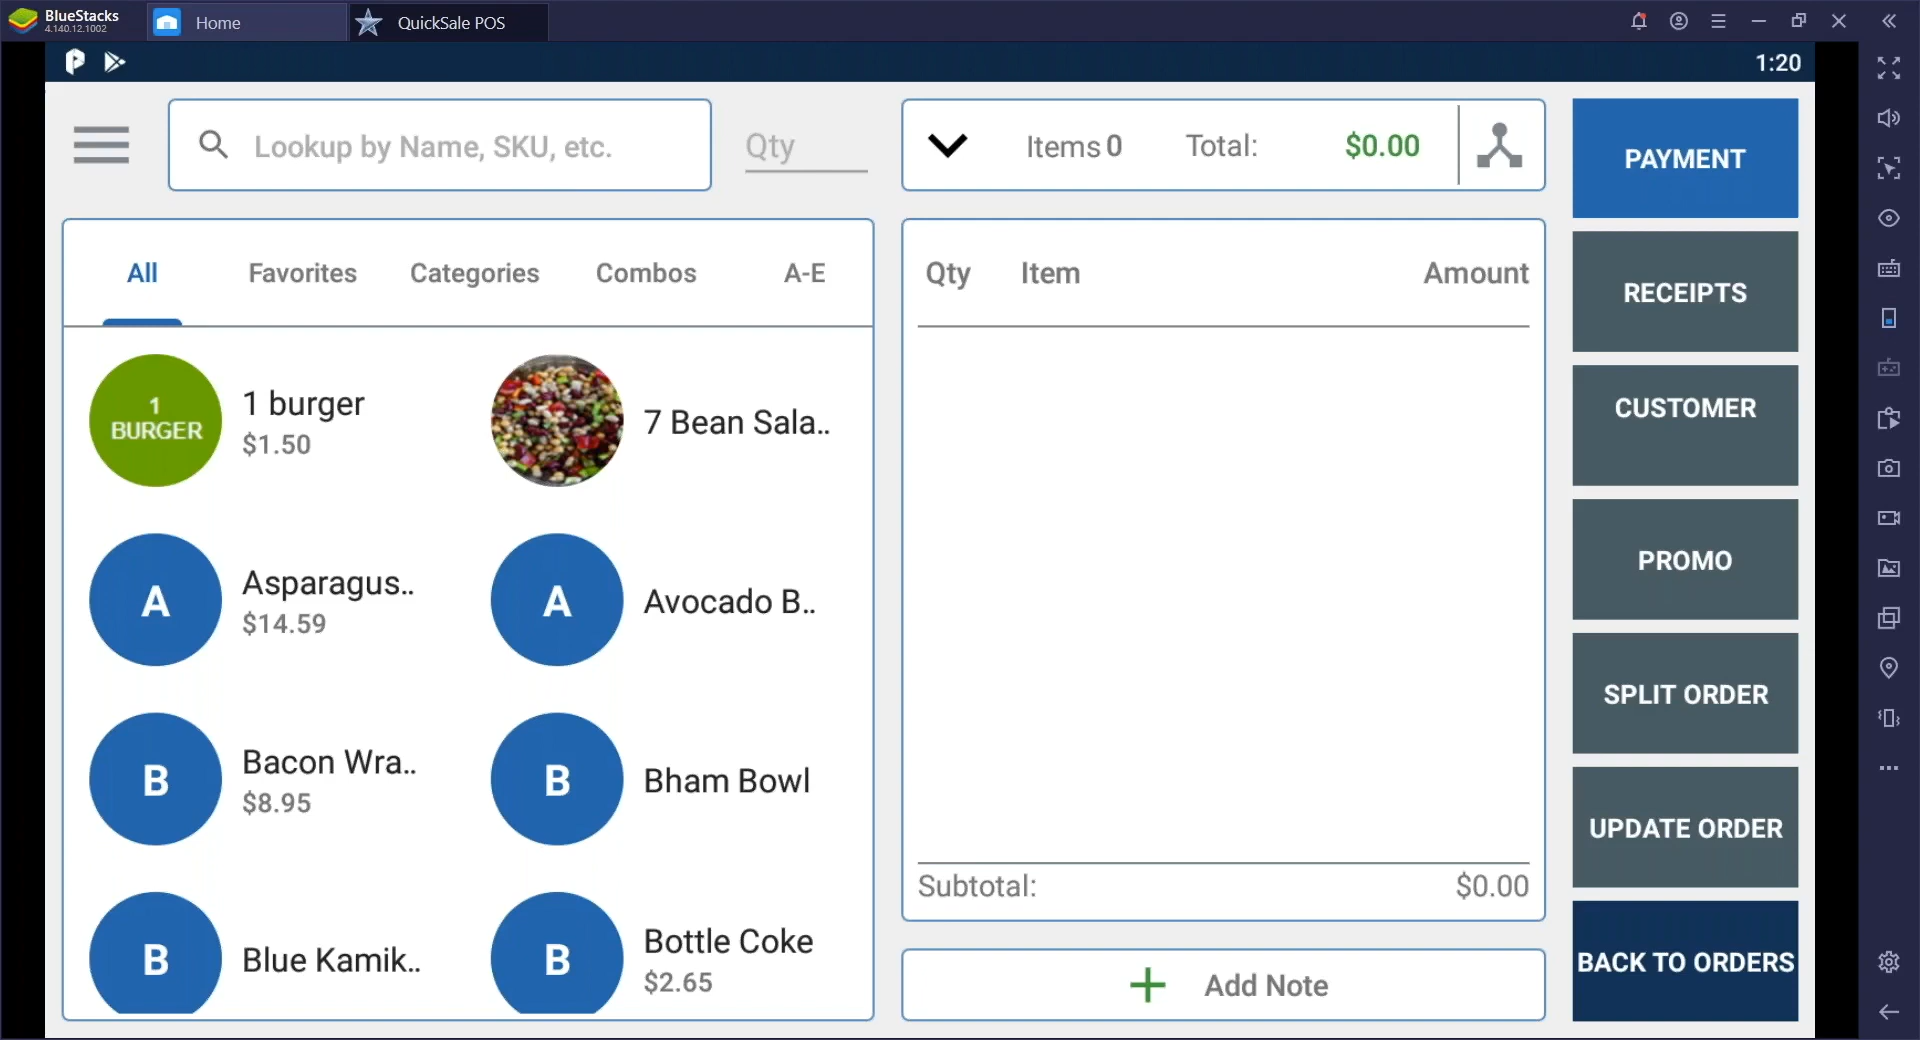 BlueStacks
4.140.12.1002
Home
QuickSale POS
1:20
Lookup by Name, SKU, etc.
Qty
Items 0
Total:
$0.00
PAYMENT
All
Favorites
Categories
Combos
A-E
Qty
Item
Amount
RECEIPTS
1
BURGER
1 burger
$1.50
7 Bean Sala..
CUSTOMER
A
Asparagus..
$14.59
A
Avocado B..
PROMO
B
Bacon Wra..
$8.95
B
Bham Bowl
SPLIT ORDER
UPDATE ORDER
B
Blue Kamik..
B
Bottle Coke
$2.65
Subtotal:
$0.00
Add Note
BACK TO ORDERS